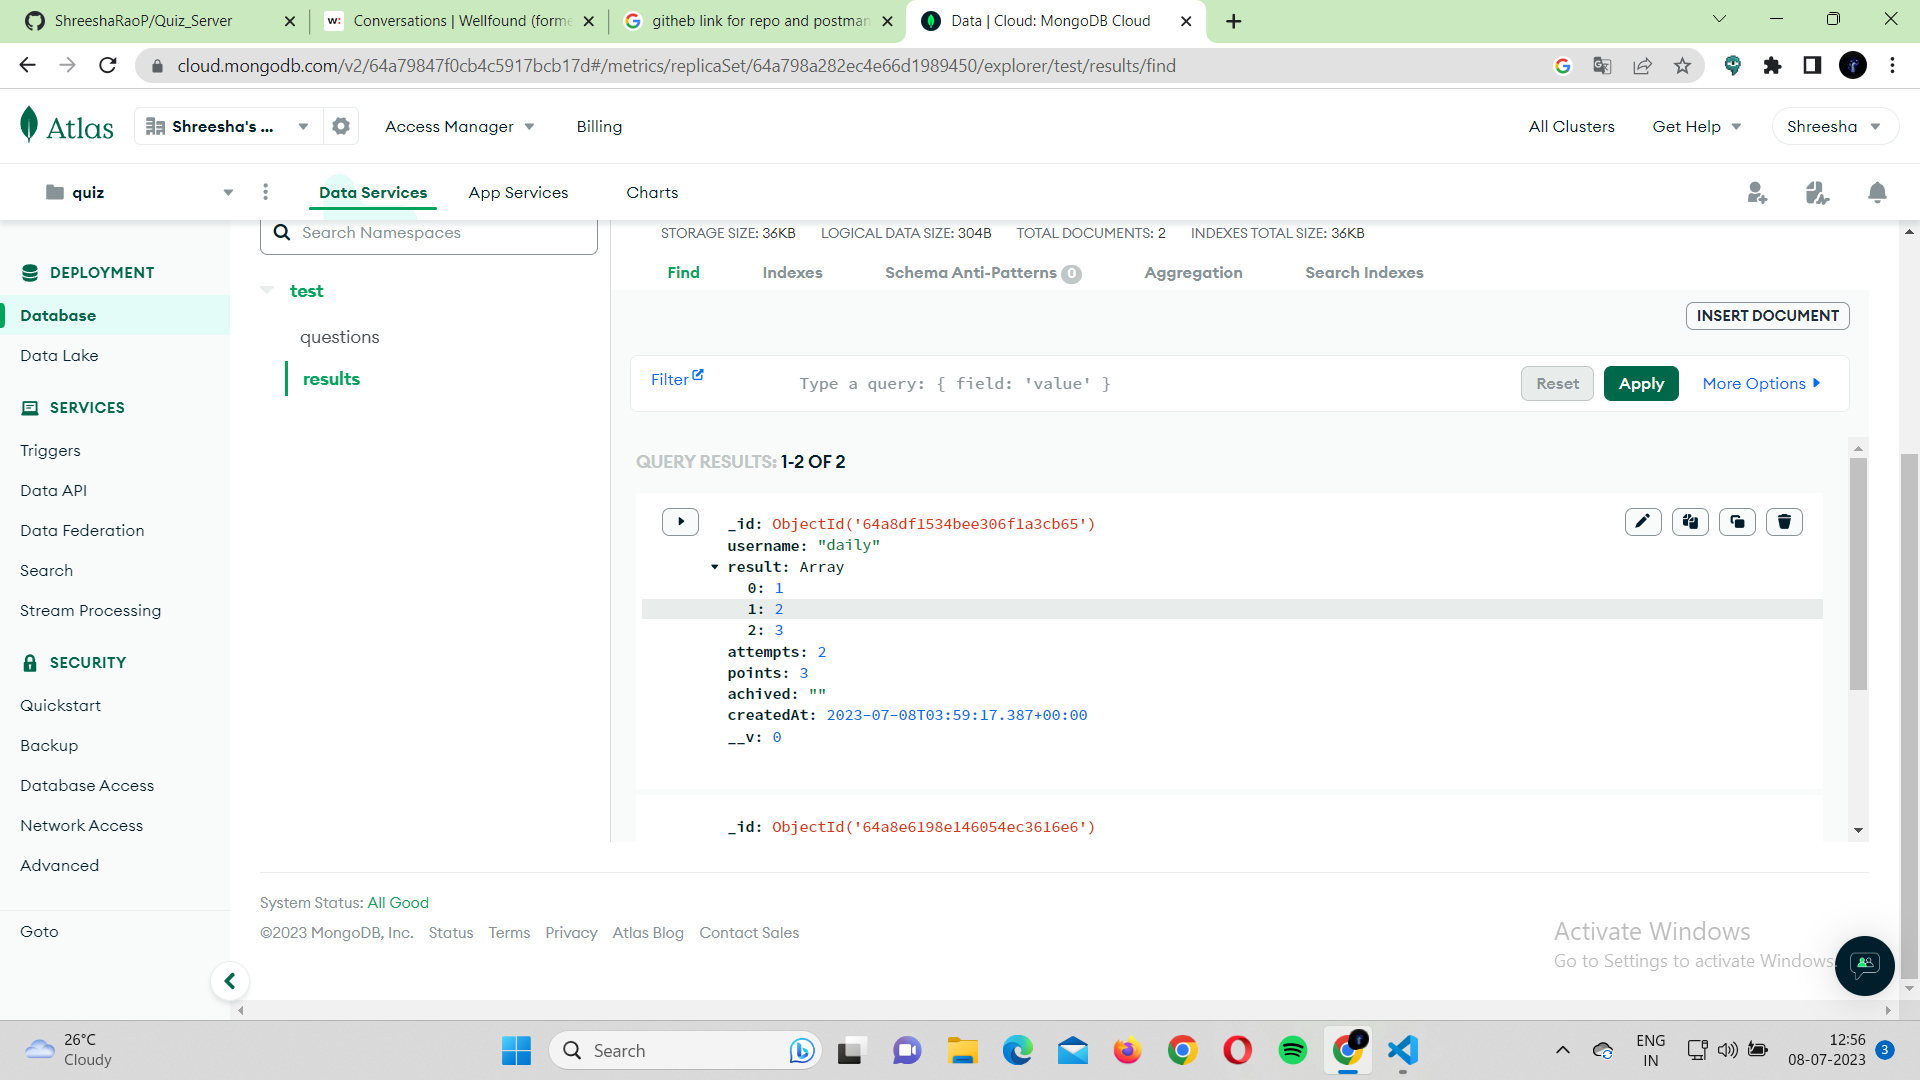 ShreeshaRaoP/Quiz_Server
Conversations | Wellfound (forme
githeb link for repo and postman
Data | Cloud: MongoDB Cloud
cloud.mongodb.com/v2/64a79847f0cb4c5917bcb17d#/metrics/replicaSet/64a798a282ec4e66d1989450/explorer/test/results/find
Atlas
Shreesha's ...
Access Manager
Billing
All Clusters
Get Help
Shreesha
quiz
Data Services
App Services
Charts
DEPLOYMENT
Database
Data Lake
SERVICES
Triggers
Data API
Data Federation
Search
Stream Processing
SECURITY
Quickstart
Backup
Database Access
Network Access
Advanced
Goto
Search Namespaces
test
questions
results
STORAGE SIZE: 36KB LOGICAL DATA SIZE: 304B TOTAL DOCUMENTS: 2 INDEXES TOTAL SIZE: 36KB
Find Indexes Schema Anti-Patterns 0 Aggregation Search Indexes
INSERT DOCUMENT
Filter Type a query: { field: 'value' } Reset Apply More Options
QUERY RESULTS: 1-2 OF 2
_id: ObjectId('64a8df1534bee306f1a3cb65')
username: "daily"
result: Array
0: 1
1: 2
2: 3
attempts: 2
points: 3
achived: ""
createdAt: 2023-07-08T03:59:17.387+00:00
__v: 0
_id: ObjectId('64a8e6198e146054ec3616e6')
System Status: All Good
©2023 MongoDB, Inc. Status Terms Privacy Atlas Blog Contact Sales
Activate Windows
Go to Settings to activate Windows.
26°C
Cloudy
Search
ENG
IN
12:56
08-07-2023
3